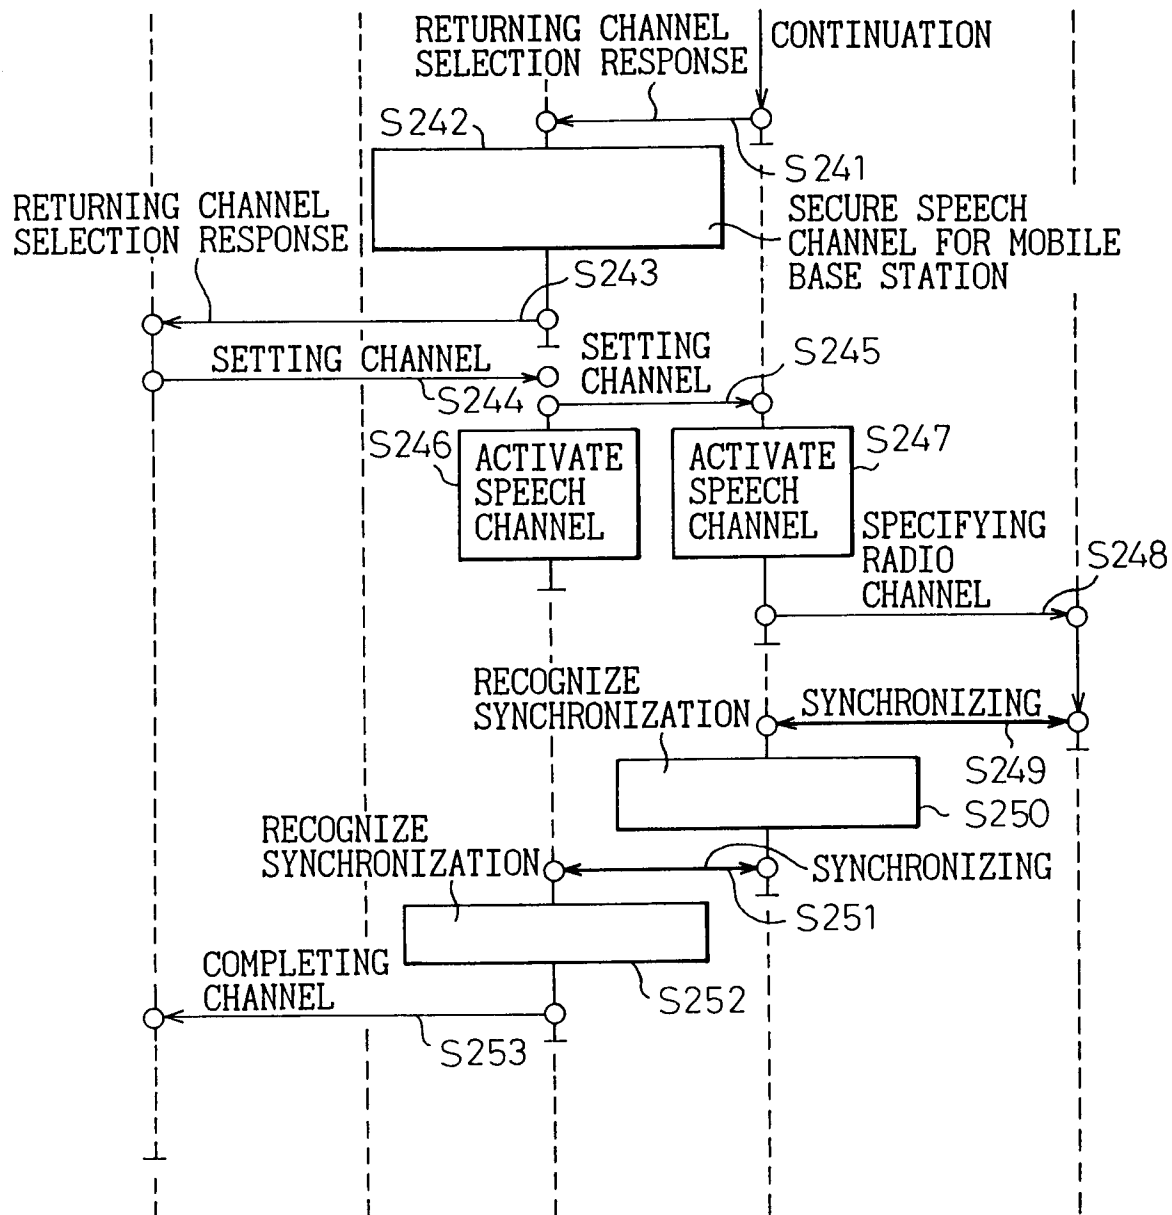 RETURNING CHANNEL
SELECTION RESPONSE
CONTINUATION
S242
S241
RETURNING CHANNEL
SELECTION RESPONSE
SECURE SPEECH
CHANNEL FOR MOBILE
BASE STATION
S243
SETTING CHANNEL
S244
SETTING
CHANNEL
S245
S246
ACTIVATE
SPEECH
CHANNEL
ACTIVATE
SPEECH
CHANNEL
S247
SPECIFYING
RADIO
CHANNEL
S248
RECOGNIZE
SYNCHRONIZATION
SYNCHRONIZING
S249
S250
RECOGNIZE
SYNCHRONIZATION
SYNCHRONIZING
S251
COMPLETING
CHANNEL
S252
S253